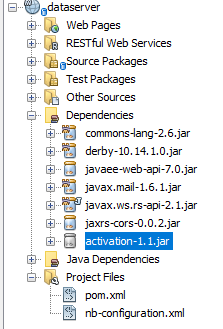 dataserver
Web Pages
RESTful Web Services
Source Packages
Test Packages
Other Sources
Dependencies
commons-lang-2.6.jar
derby-10.14.1.0.jar
javaee-web-api-7.0.jar
javax.mail-1.6.1.jar
javax.ws.rs-api-2.1.jar
jaxrs-cors-0.0.2.jar
activation-1.1.jar
Java Dependencies
Project Files
pom.xml
nb-configuration.xml